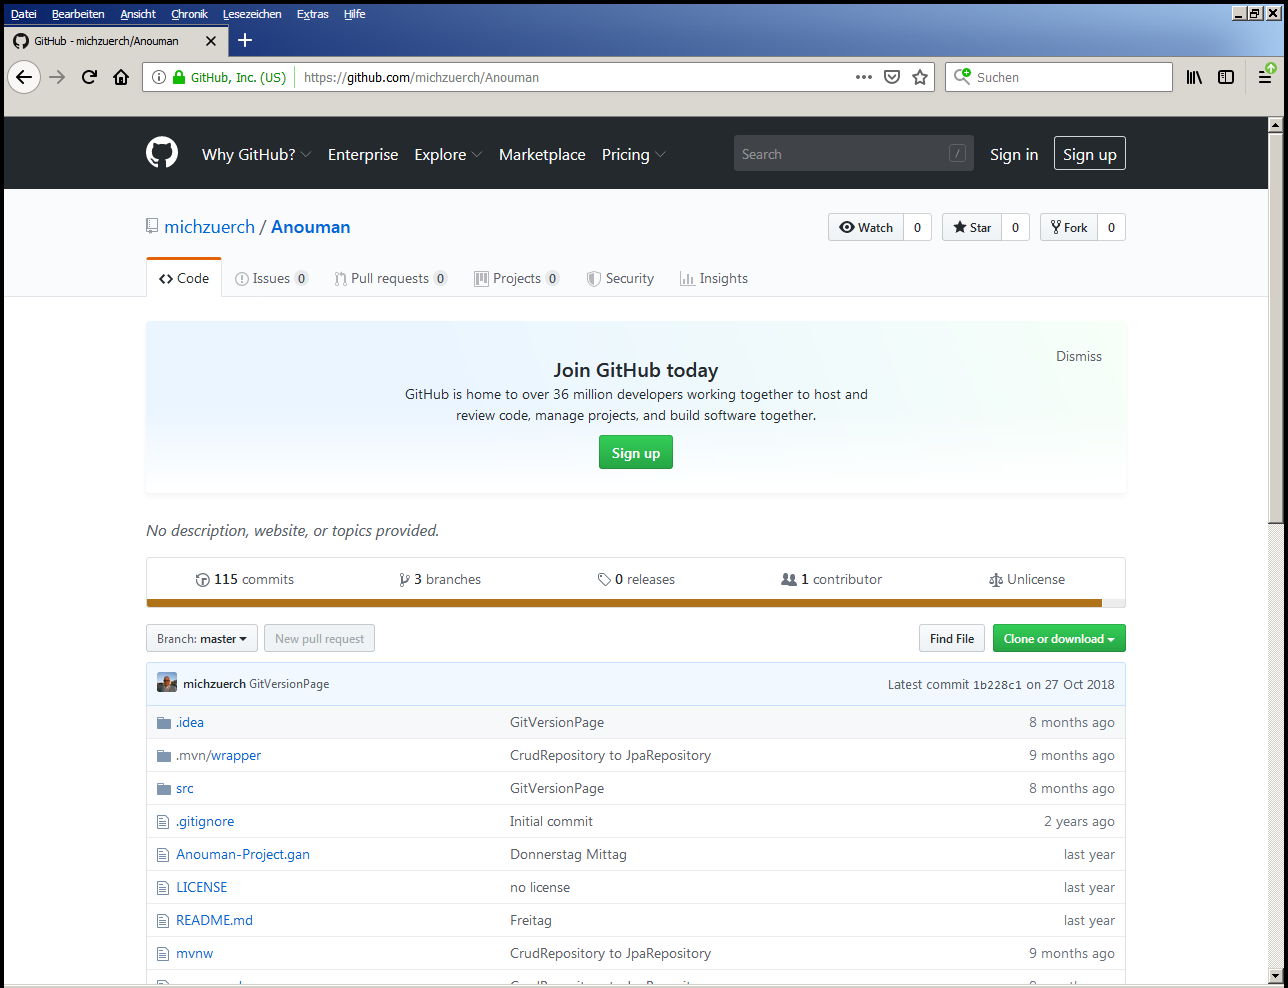 Datei Bearbeiten Ansicht Chronik Lesezeichen Extras Hilfe
GitHub - michzuerch/Anouman
GitHub, Inc. (US) https://github.com/michzuerch/Anouman Suchen
Why GitHub? Enterprise Explore Marketplace Pricing Search / Sign in Sign up
michzuerch / Anouman Watch 0 Star 0 Fork 0
Code Issues 0 Pull requests 0 Projects 0 Security Insights
Dismiss
Join GitHub today
GitHub is home to over 36 million developers working together to host and
review code, manage projects, and build software together.
Sign up
No description, website, or topics provided.
115 commits 3 branches 0 releases 1 contributor Unlicense
Branch: master New pull request Find File Clone or download
michzuerch GitVersionPage Latest commit 1b228c1 on 27 Oct 2018
.idea GitVersionPage 8 months ago
.mvn/wrapper CrudRepository to JpaRepository 9 months ago
src GitVersionPage 8 months ago
.gitignore Initial commit 2 years ago
Anouman-Project.gan Donnerstag Mittag last year
LICENSE no license last year
README.md Freitag last year
mvnw CrudRepository to JpaRepository 9 months ago